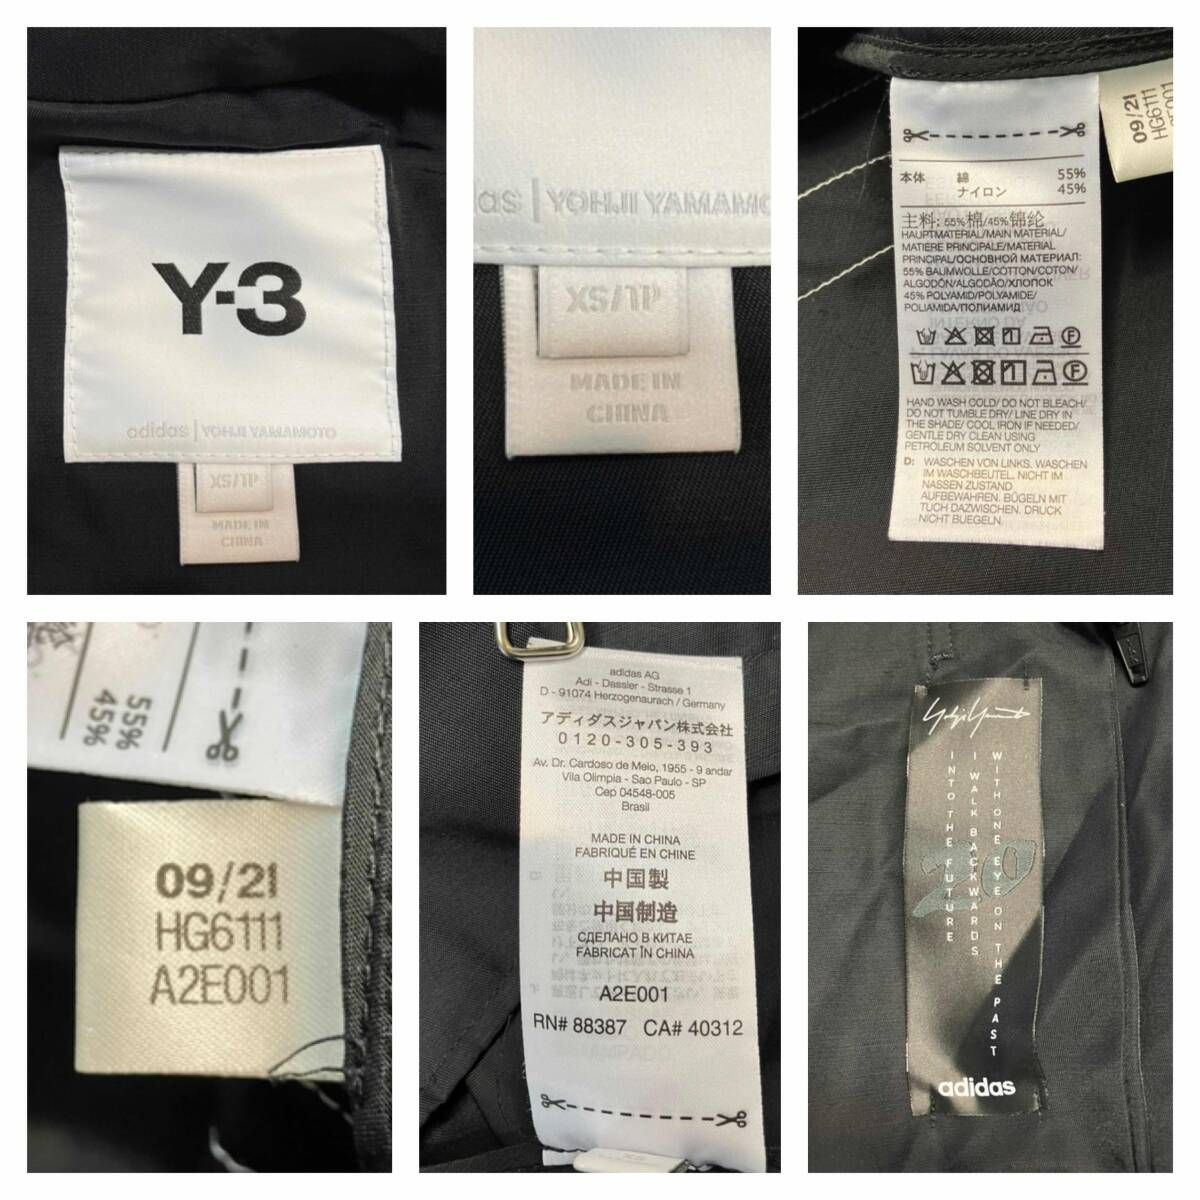 Y-3
adidas | YOHJI YAMAMOTO
XS/TP
MADE IN
CHINA
das | YOHJI YAMAMO
XS/TP
MADE IN
CHINA
09/21
HG6111
本体 綿 55%
ナイロン 45%
主料: 55%棉/45%锦纶
HAUPTMATERIAL/MAIN MATERIAL/
MATIÈRE PRINCIPALE/MATERIAL
PRINCIPAL/ОСНОВНОЙ МАТЕРИАЛ:
55% BAUMWOLLE/COTTON/COTON/
ALGODÓN/ALGODÃO/ХЛОПОК
45% POLYAMID/POLYAMIDE/
POLIAMIDA/ПОЛИАМИД
HAND WASH COLD/ DO NOT BLEACH/
DO NOT TUMBLE DRY/ LINE DRY IN
THE SHADE/ COOL IRON IF NEEDED/
GENTLE DRY CLEAN USING
PETROLEUM SOLVENT ONLY
D: WASCHEN VON LINKS. WASCHEN
IM WASCHBEUTEL. NICHT IM
NASSEN ZUSTAND
AUFBEWAHREN. BÜGELN MIT
TUCH DAZWISCHEN. DRUCK
NICHT BUEGELN.
55%
45%
09/21
HG6111
A2E001
adidas AG
Adi - Dassler - Strasse 1
D - 91074 Herzogenaurach / Germany
アディダスジャパン株式会社
0120-305-393
Av. Dr. Cardoso de Melo, 1955 - 9 andar
Vila Olimpia - Sao Paulo - SP
Cep 04548-005
Brasil
MADE IN CHINA
FABRIQUÉ EN CHINE
中国製
中国制造
СДЕЛАНО В КИТАЕ
FABRICAT ÎN CHINA
A2E001
RN# 88387 CA# 40312
Yohji Yamamoto
WITH ONE EYE ON THE PAST
I WALK BACKWARDS
INTO THE FUTURE
20
adidas